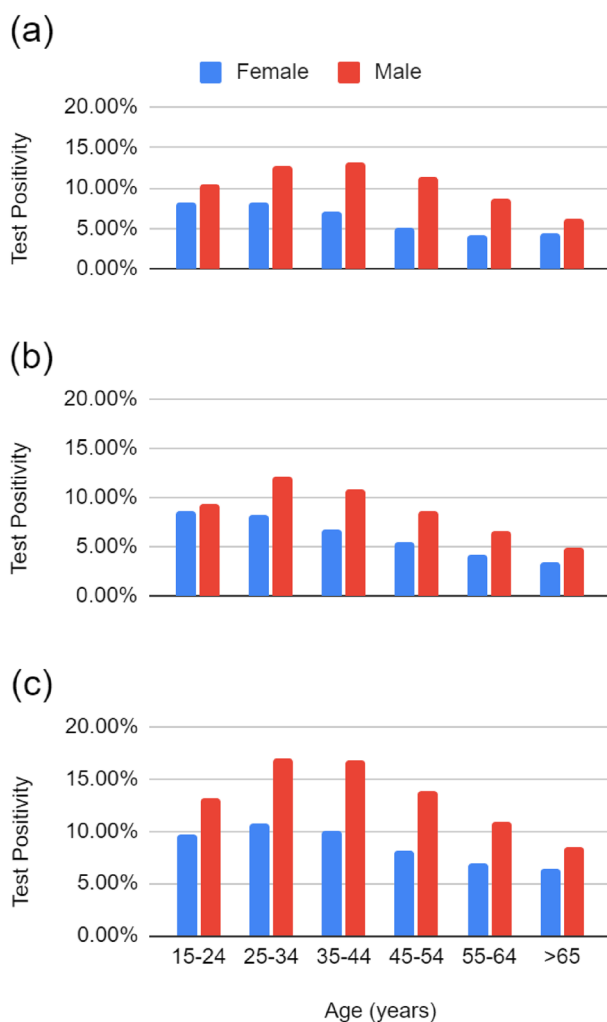 (a)
Female Male
20.00%
15.00%
10.00%
5.00%
0.00%
Test Positivity
(b)
20.00%
15.00%
10.00%
5.00%
0.00%
Test Positivity
(c)
20.00%
15.00%
10.00%
5.00%
0.00%
Test Positivity
15-24 25-34 35-44 45-54 55-64 >65
Age (years)